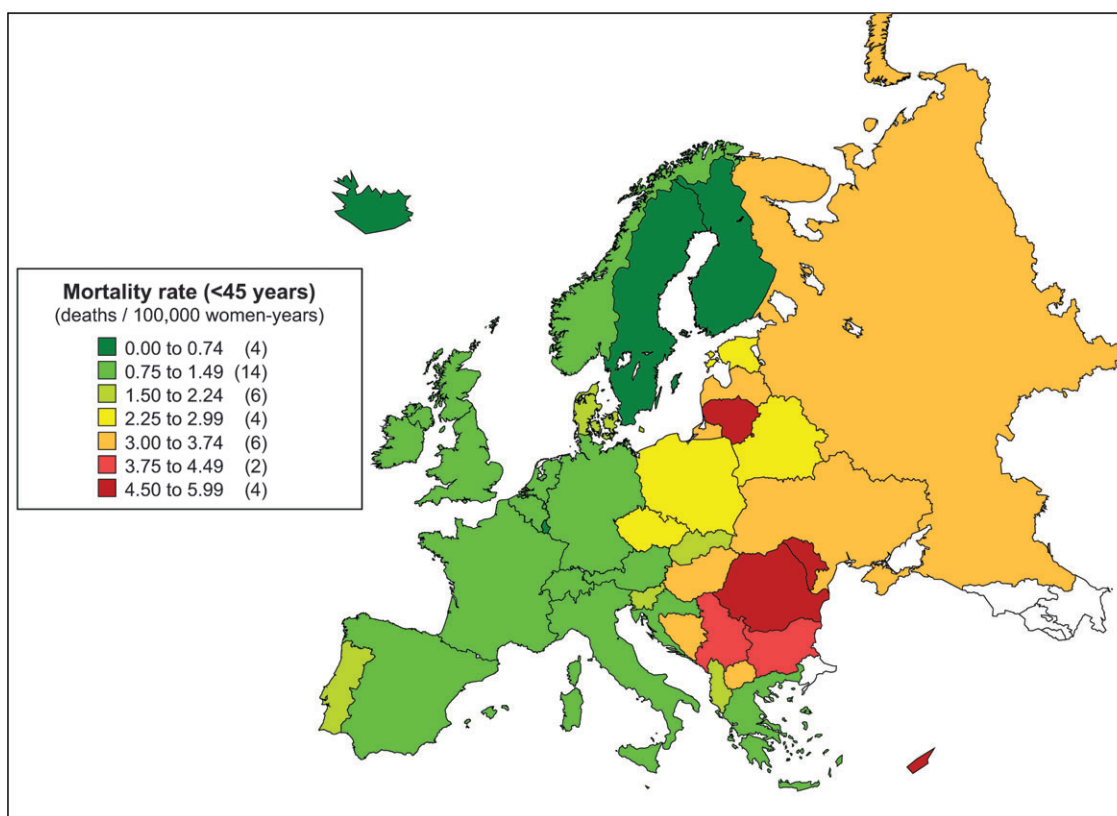 Mortality rate (<45 years)
(deaths / 100,000 women-years)
0.00 to 0.74 (4)
0.75 to 1.49 (14)
1.50 to 2.24 (6)
2.25 to 2.99 (4)
3.00 to 3.74 (6)
3.75 to 4.49 (2)
4.50 to 5.99 (4)